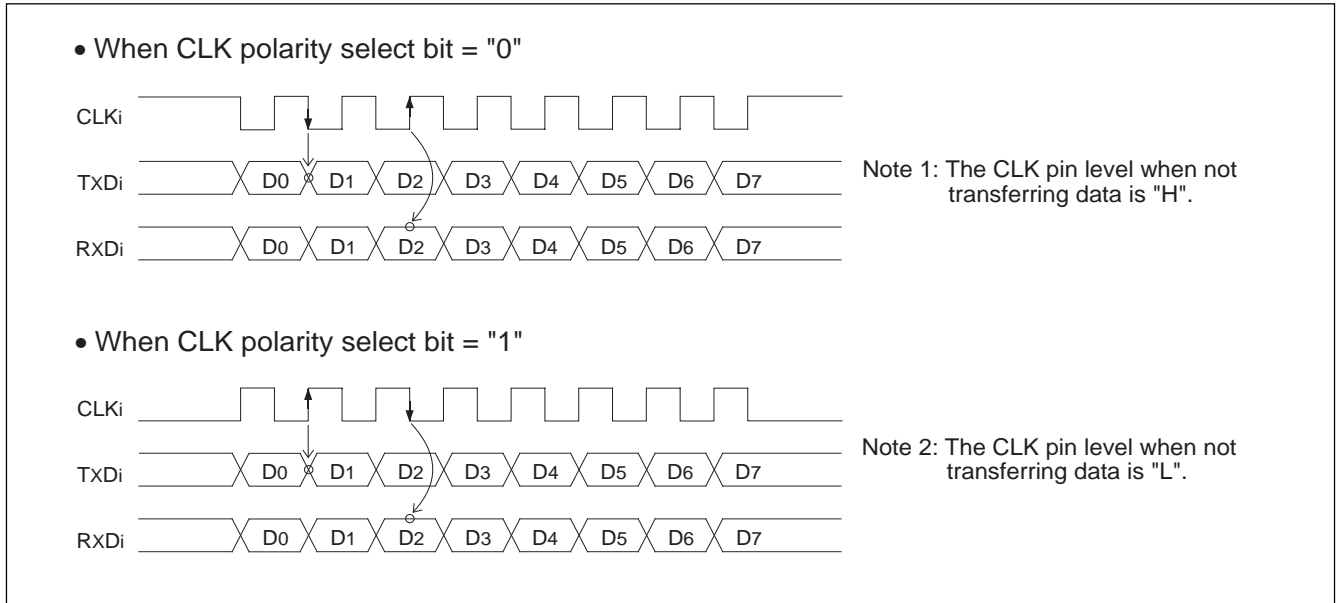 • When CLK polarity select bit = "0"
CLKi
TXDi D0 D1 D2 D3 D4 D5 D6 D7
RXDi D0 D1 D2 D3 D4 D5 D6 D7
Note 1: The CLK pin level when not
transferring data is "H".
• When CLK polarity select bit = "1"
CLKi
TXDi D0 D1 D2 D3 D4 D5 D6 D7
RXDi D0 D1 D2 D3 D4 D5 D6 D7
Note 2: The CLK pin level when not
transferring data is "L".